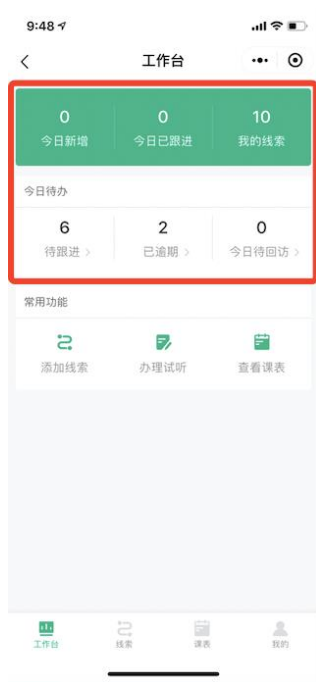 9:48
工作台
0 0 10
今日新增 今日已跟进 我的线索
今日待办
6 2 0
待跟进 已逾期 今日待回访
常用功能
添加线索 办理试听 查看课表
工作台 线索 课表 我的